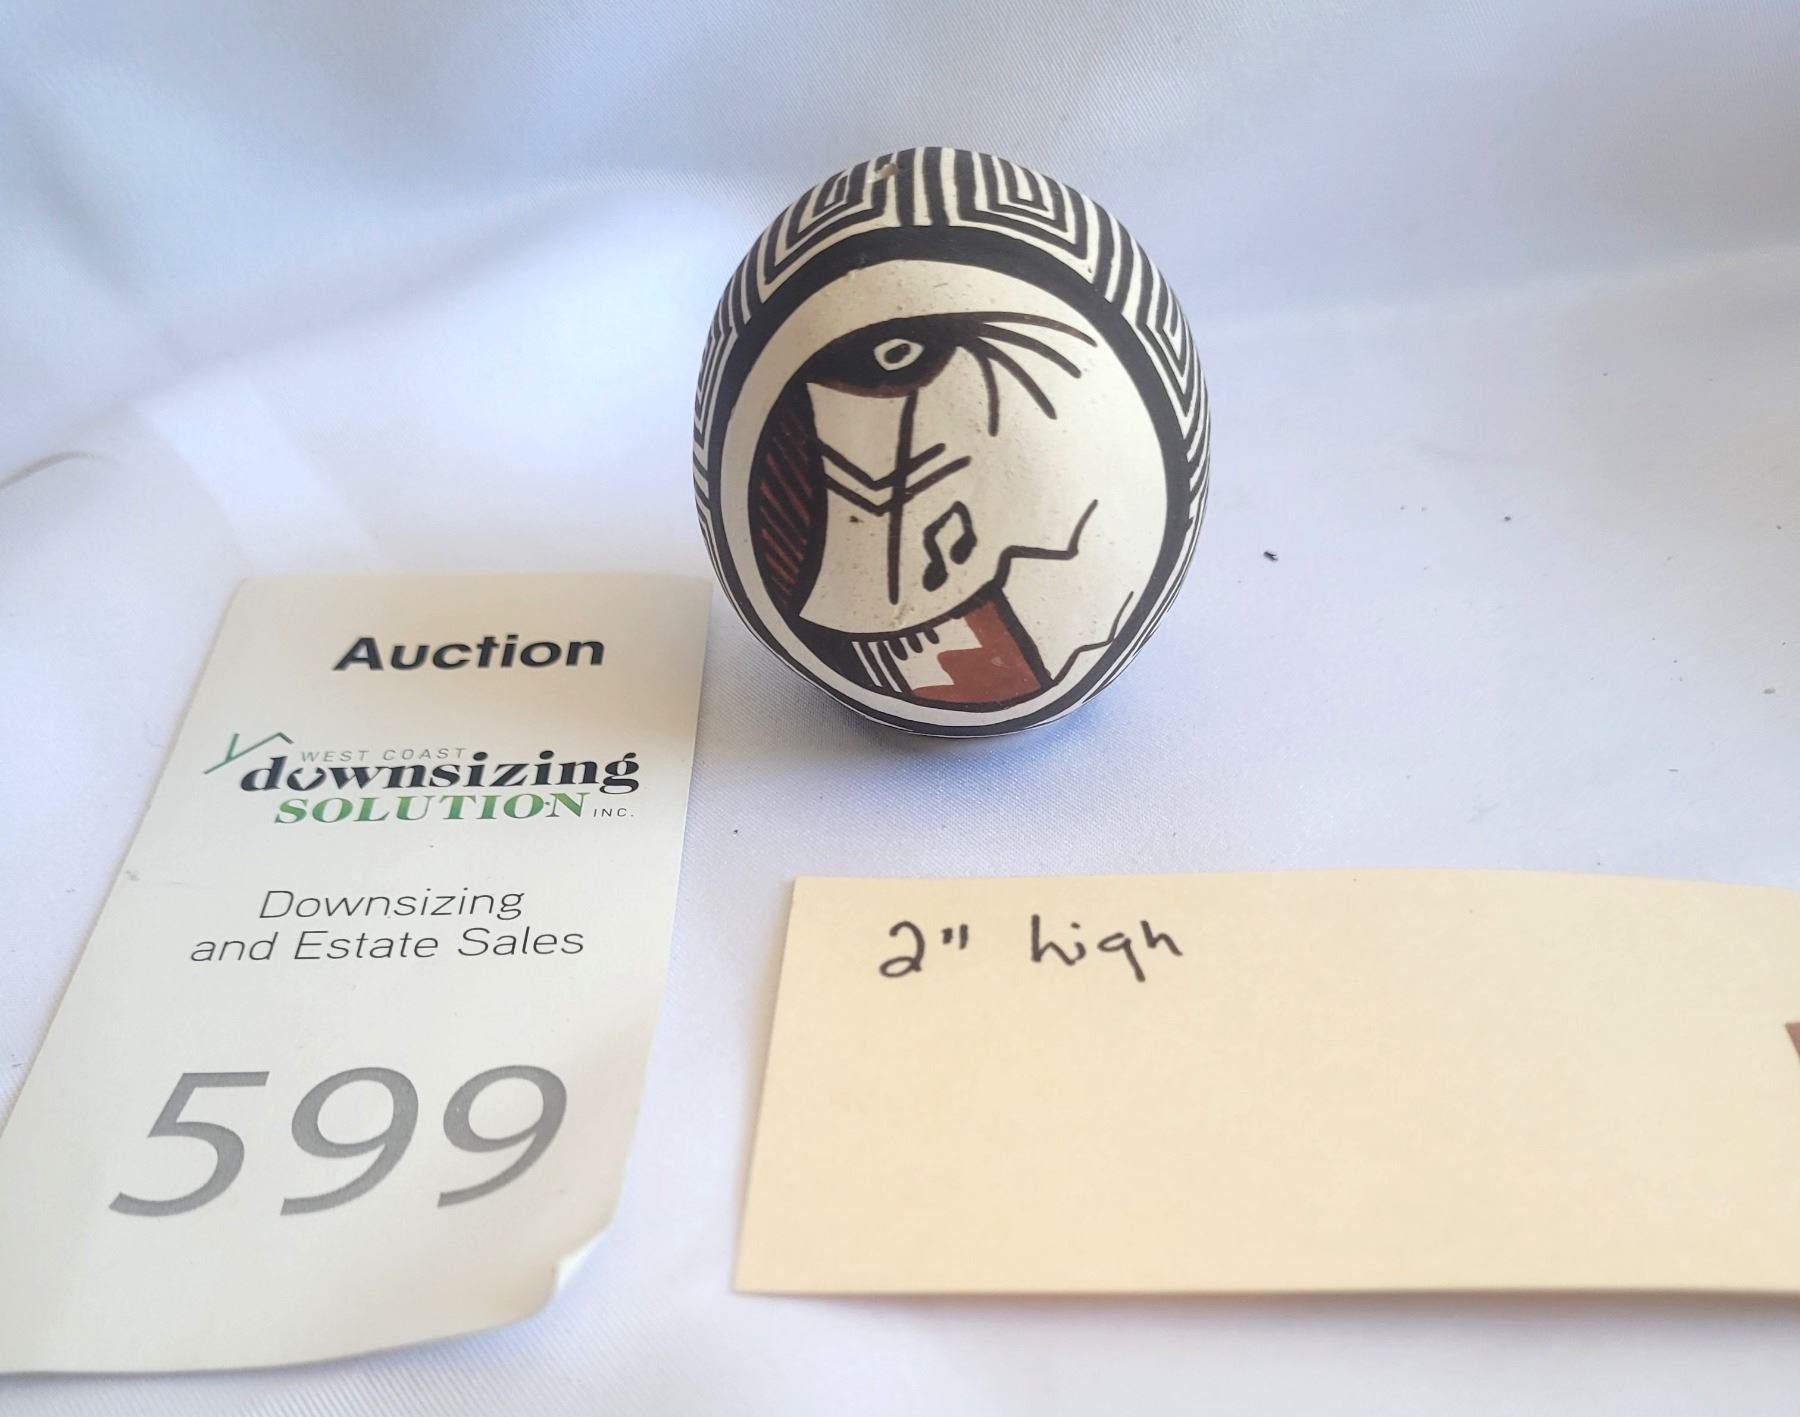 Auction
WEST COAST
downsizing
SOLUTION INC.
Downsizing
and Estate Sales
599
2" high